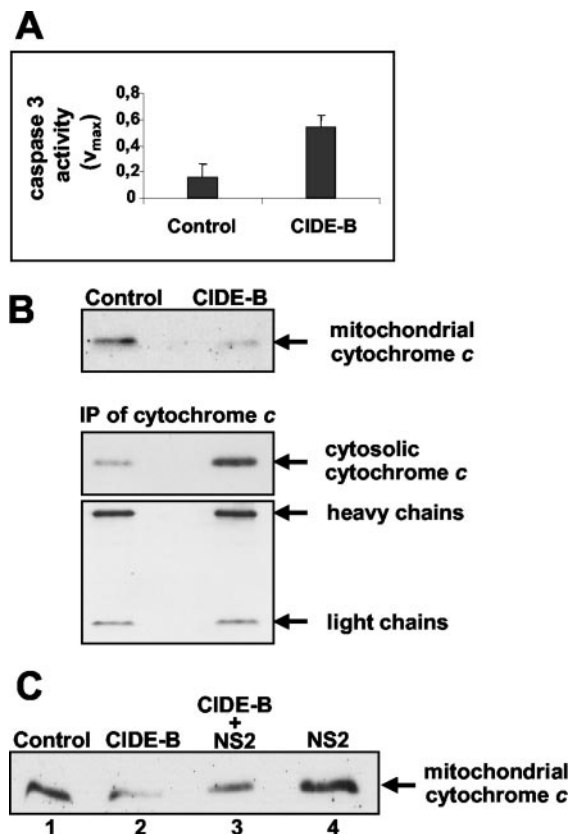 A
caspase 3
activity
(vmax)
0,8
0,6
0,4
0,2
0
Control CIDE-B
B
Control CIDE-B
mitochondrial
cytochrome c
IP of cytochrome c
cytosolic
cytochrome c
heavy chains
light chains
C
Control CIDE-B CIDE-B + NS2 NS2
mitochondrial
cytochrome c
1 2 3 4